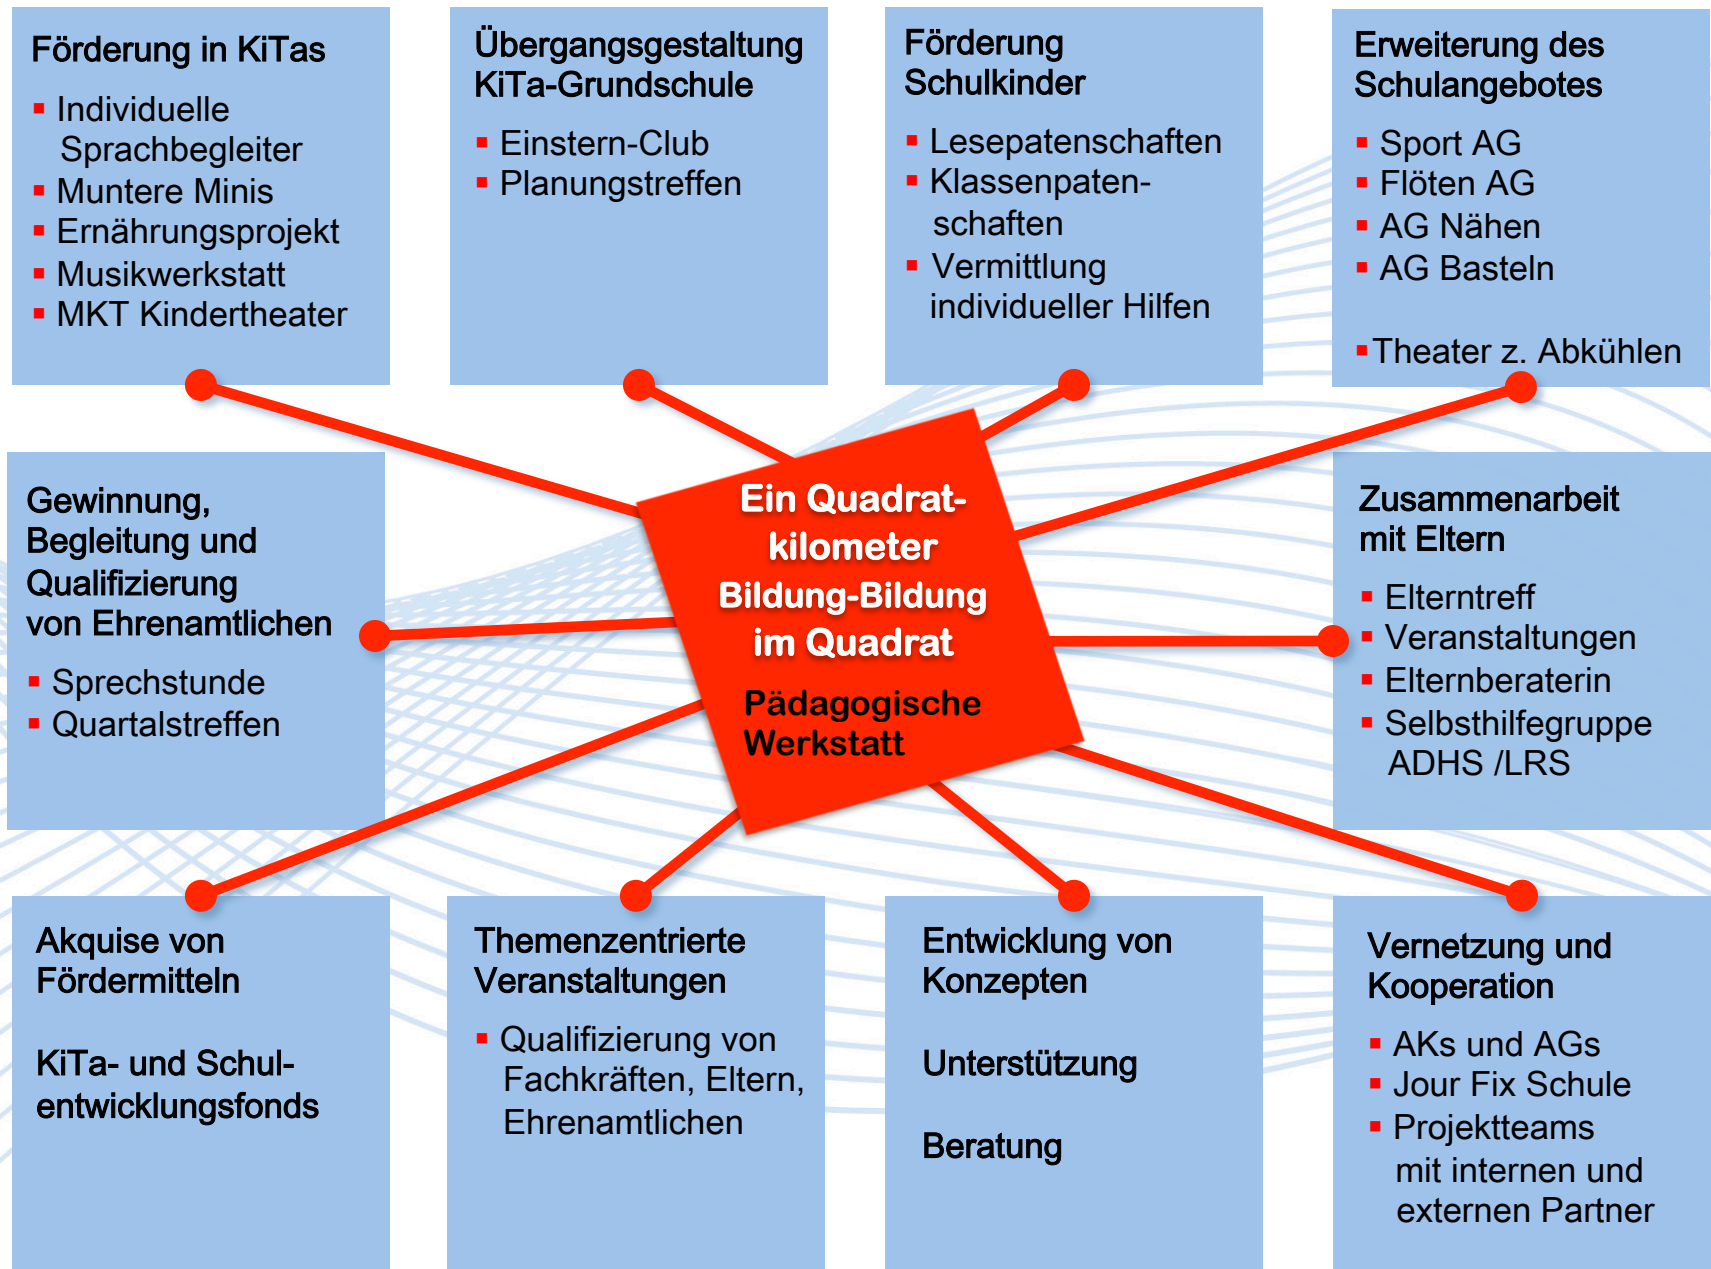 Förderung in KiTas
▪ Individuelle
Sprachbegleiter
▪ Muntere Minis
▪ Ernährungsprojekt
▪ Musikwerkstatt
▪ MKT Kindertheater
Übergangsgestaltung
KiTa-Grundschule
▪ Einstern-Club
▪ Planungstreffen
Förderung
Schulkinder
▪ Lesepatenschaften
▪ Klassenpaten-
schaften
▪ Vermittlung
individueller Hilfen
Erweiterung des
Schulangebotes
▪ Sport AG
▪ Flöten AG
▪ AG Nähen
▪ AG Basteln
▪ Theater z. Abkühlen
Gewinnung,
Begleitung und
Qualifizierung
von Ehrenamtlichen
▪ Sprechstunde
▪ Quartalstreffen
Ein Quadrat-
kilometer
Bildung-Bildung
im Quadrat
Pädagogische
Werkstatt
Zusammenarbeit
mit Eltern
▪ Elterntreff
▪ Veranstaltungen
▪ Elternberaterin
▪ Selbsthilfegruppe
ADHS /LRS
Akquise von
Fördermitteln
KiTa- und Schul-
entwicklungsfonds
Themenzentrierte
Veranstaltungen
▪ Qualifizierung von
Fachkräften, Eltern,
Ehrenamtlichen
Entwicklung von
Konzepten
Unterstützung
Beratung
Vernetzung und
Kooperation
▪ AKs und AGs
▪ Jour Fix Schule
▪ Projektteams
mit internen und
externen Partner